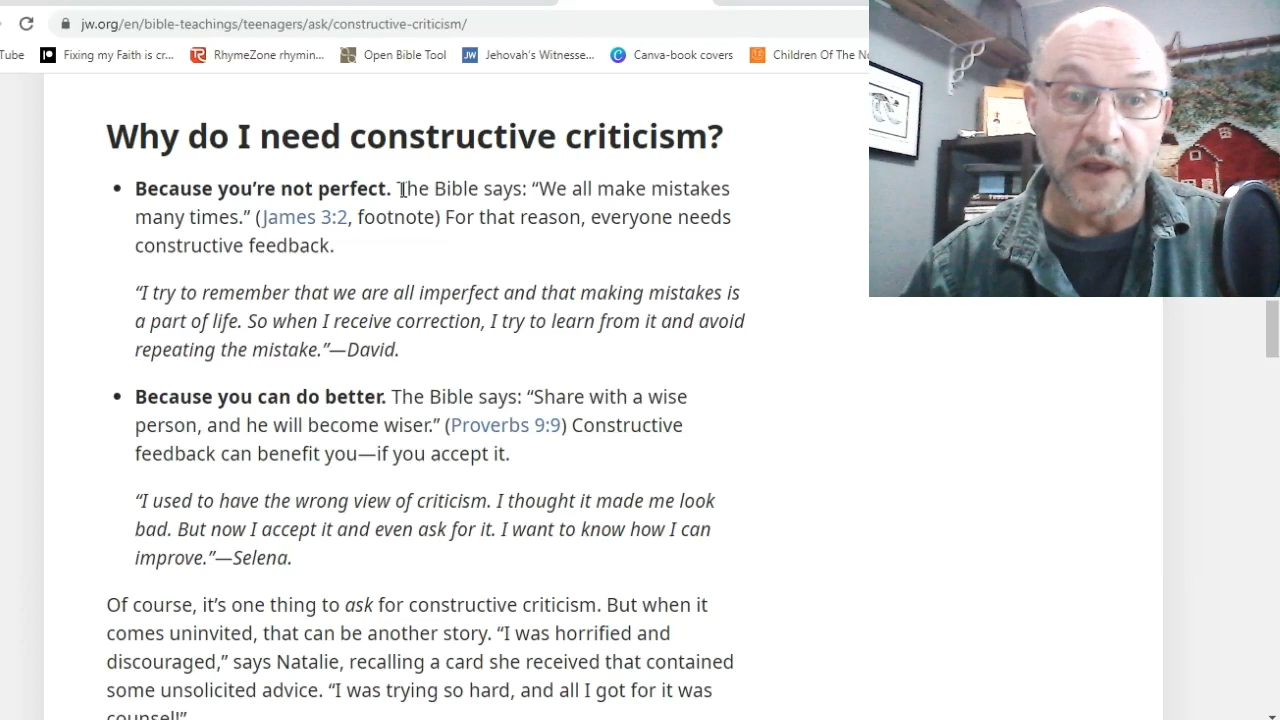 jw.org/en/bible-teachings/teenagers/ask/constructive-criticism/
Tube Fixing my Faith is cr... RhymeZone rhymin... Open Bible Tool JW Jehovah's Witnesse... Canva-book covers Children Of The No
Why do I need constructive criticism?
• Because you're not perfect. The Bible says: “We all make mistakes
many times.” (James 3:2, footnote) For that reason, everyone needs
constructive feedback.
“I try to remember that we are all imperfect and that making mistakes is
a part of life. So when I receive correction, I try to learn from it and avoid
repeating the mistake.”—David.
• Because you can do better. The Bible says: “Share with a wise
person, and he will become wiser.” (Proverbs 9:9) Constructive
feedback can benefit you—if you accept it.
“I used to have the wrong view of criticism. I thought it made me look
bad. But now I accept it and even ask for it. I want to know how I can
improve.”—Selena.
Of course, it's one thing to ask for constructive criticism. But when it
comes uninvited, that can be another story. “I was horrified and
discouraged,” says Natalie, recalling a card she received that contained
some unsolicited advice. “I was trying so hard, and all I got for it was
counsel!”